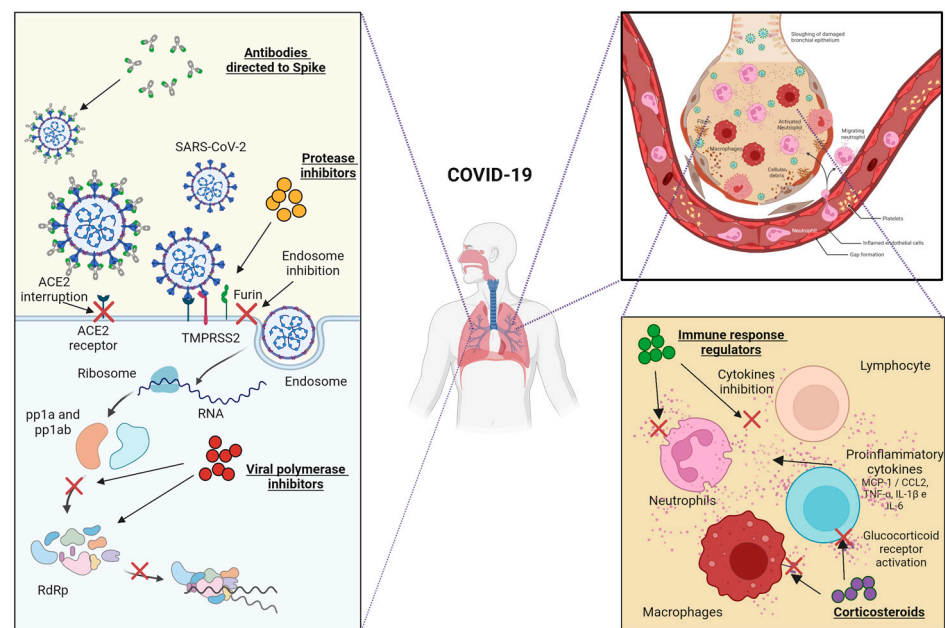 Antibodies
directed to Spike
SARS-CoV-2
Protease
inhibitors
Endosome
inhibition
ACE2
interruption
Furin
ACE2
receptor
TMPRSS2
Endosome
Ribosome
RNA
pp1a and
pp1ab
Viral polymerase
inhibitors
RdRp
COVID-19
Sloughing of damaged
bronchial epithelium
Fibrin
Activated
Neutrophil
Macrophages
Migrating
neutrophil
Cellular
debris
Platelets
Neutrophil
Inflamed endothelial cells
Gap formation
Immune response
regulators
Cytokines
inhibition
Lymphocyte
Proinflammatory
cytokines
MCP-1 / CCL2,
TNF-α, IL-1β e
IL-6
Neutrophils
Glucocorticoid
receptor
activation
Macrophages
Corticosteroids